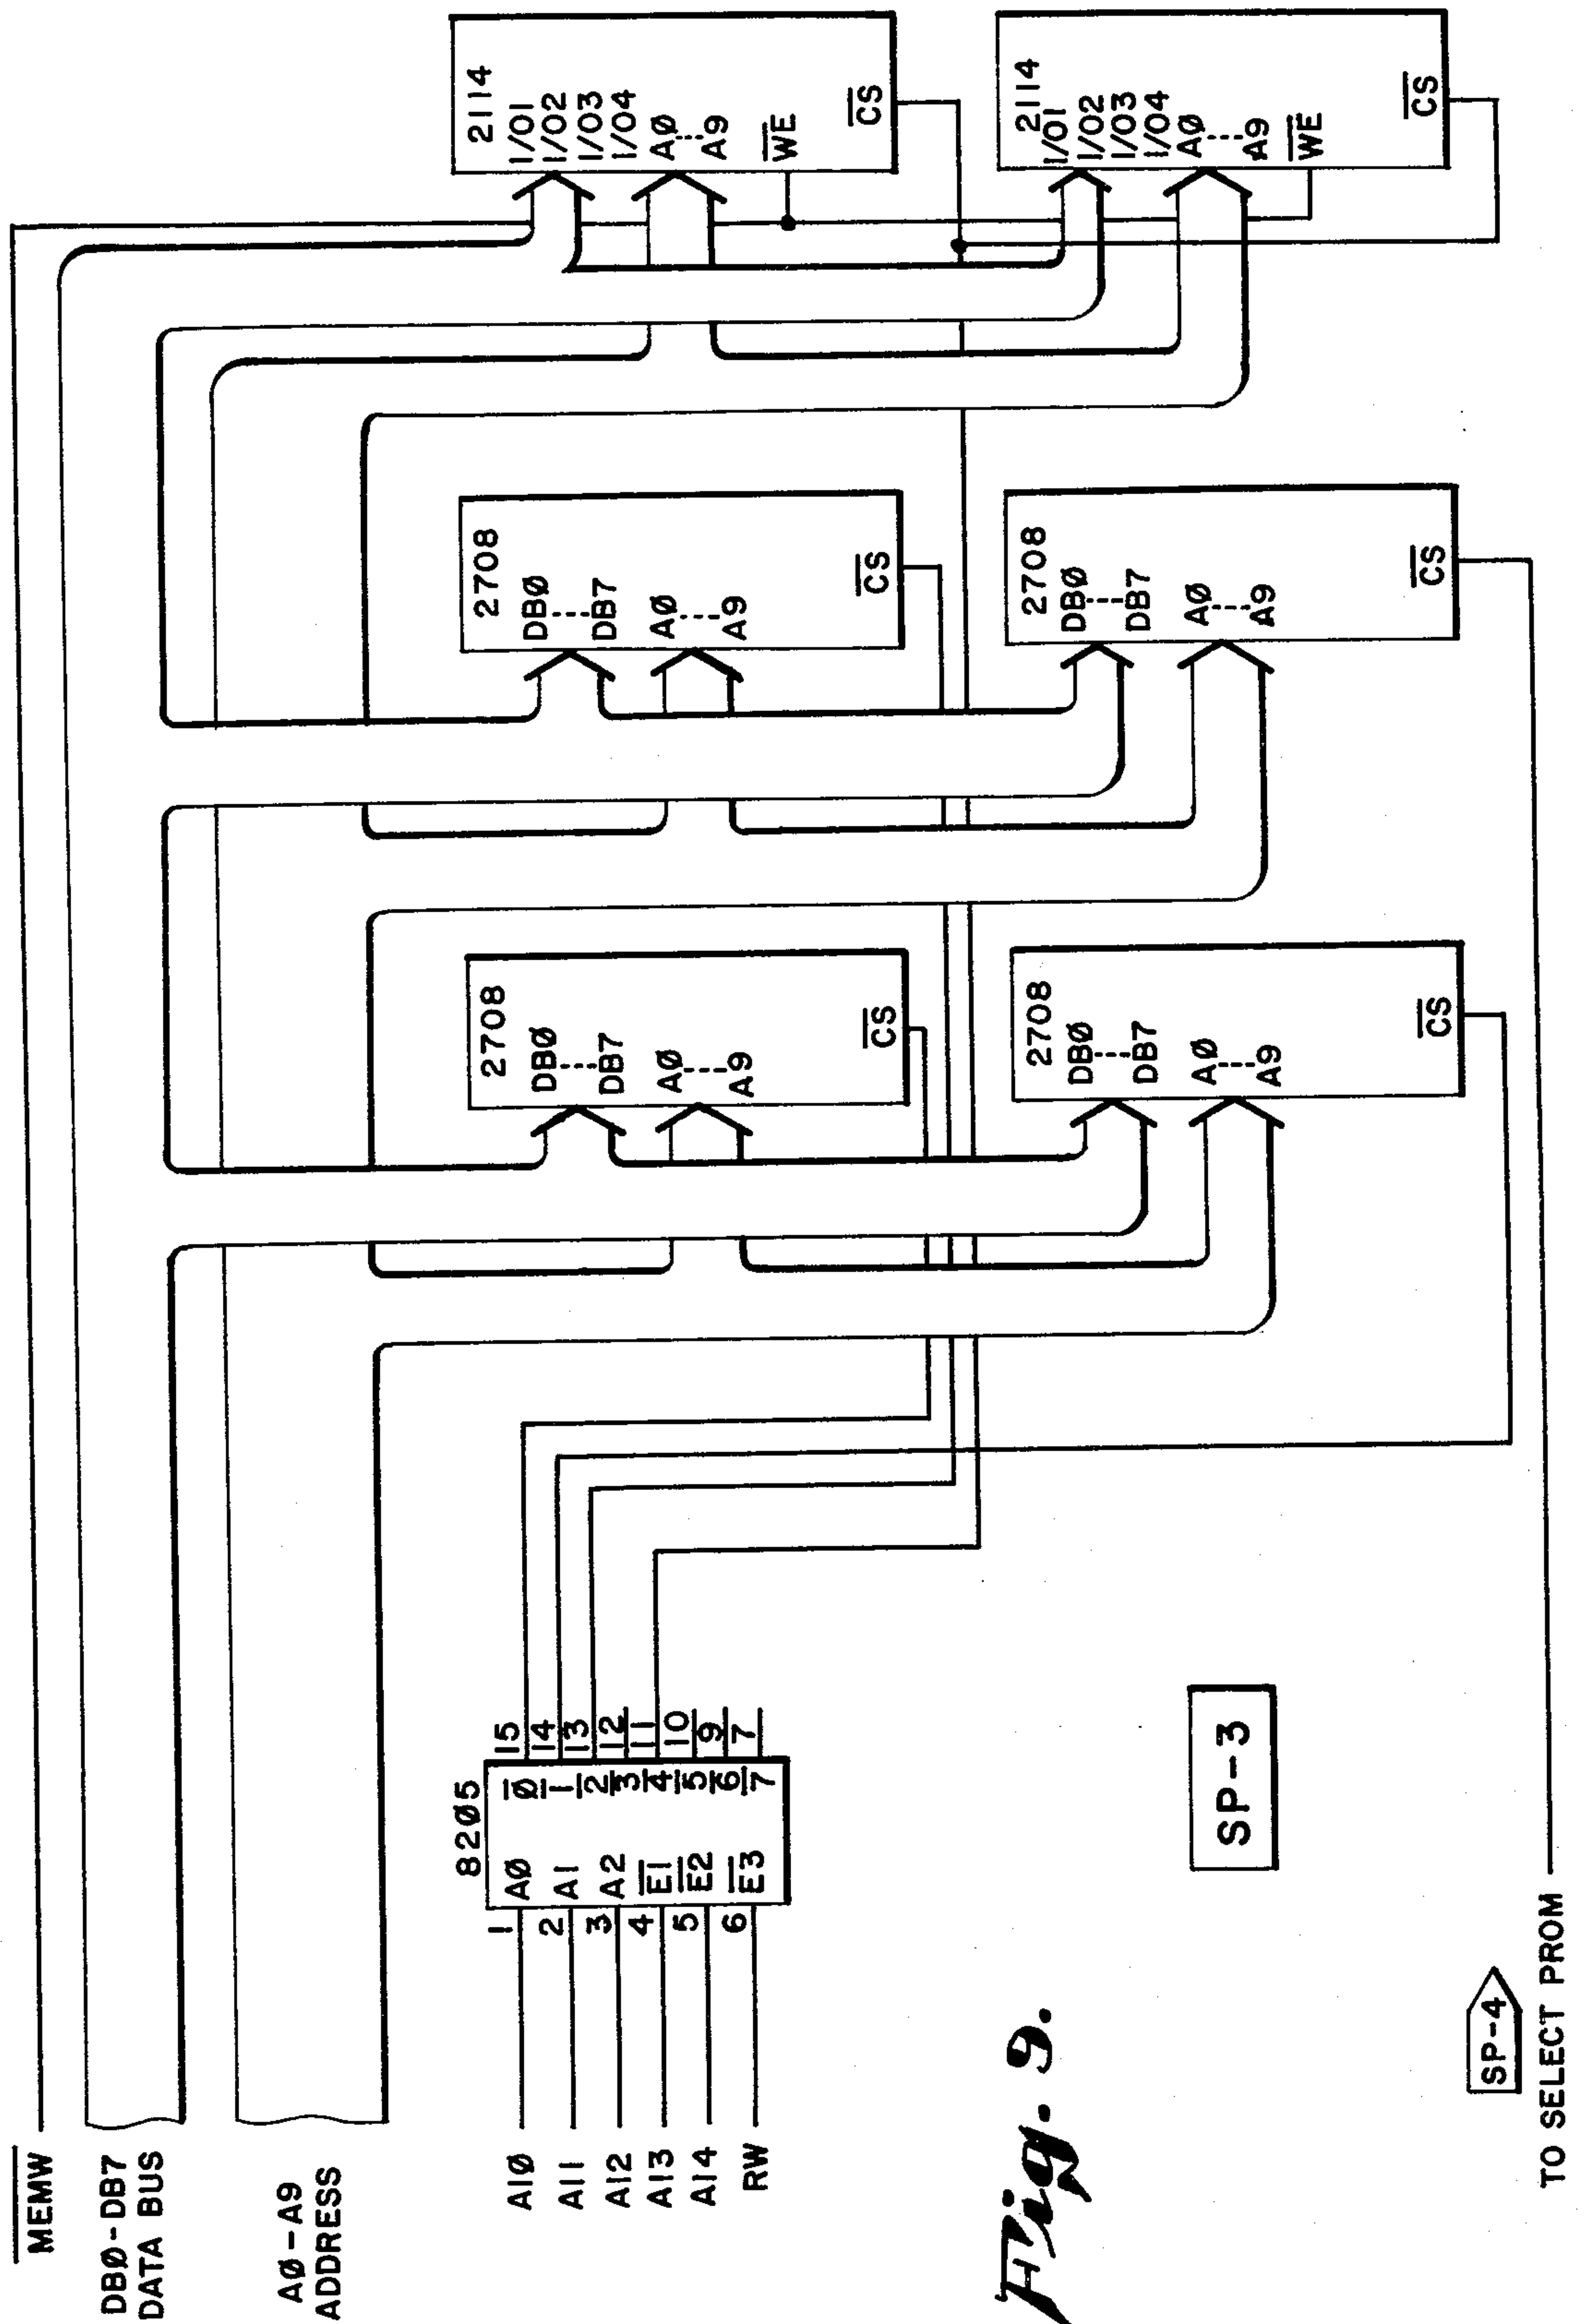 MEMW
DBØ-DB7
DATA BUS
AØ-A9
ADDRESS
A1Ø
A11
A12
A13
A14
RW
82Ø5
1
2
3
4
5
6
AØ
A1
A2
E1
E2
E3
Ø
1
2
3
4
5
6
7
15
14
13
12
11
10
9
7
2708
DBØ----DB7
AØ----A9
CS
2708
DBØ----DB7
AØ----A9
CS
2114
I/O1
I/O2
I/O3
I/O4
AØ---A9
WE
CS
2708
DBØ----DB7
AØ----A9
CS
2708
DBØ----DB7
AØ----A9
CS
2114
I/O1
I/O2
I/O3
I/O4
AØ----A9
WE
CS
Fig. 9.
SP-3
SP-4
TO SELECT PROM